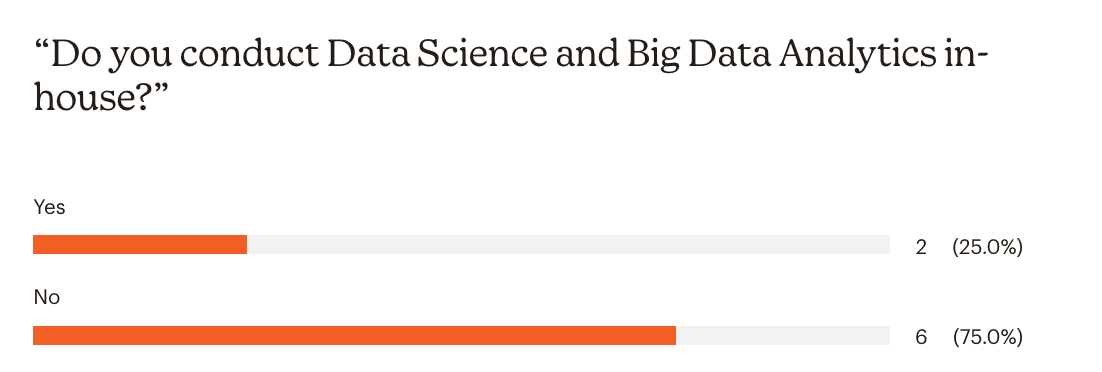 “Do you conduct Data Science and Big Data Analytics in-
house?”
Yes
2 (25.0%)
No
6 (75.0%)